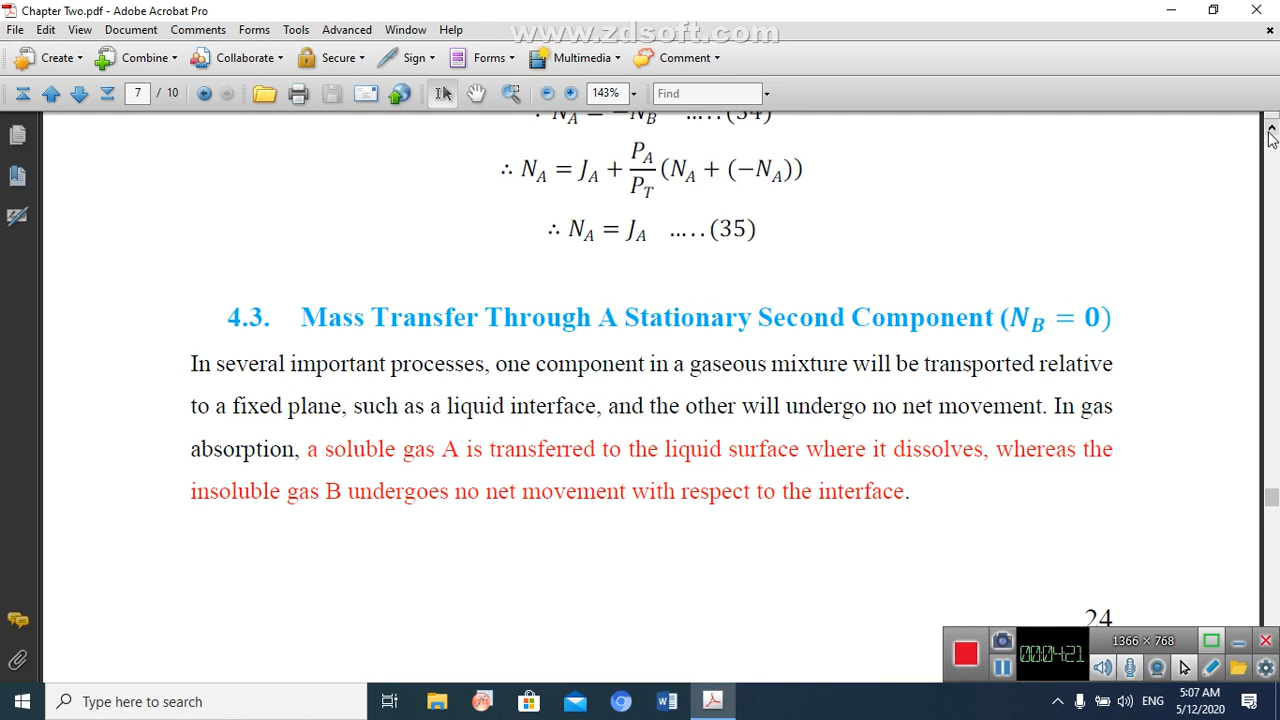 Chapter Two.pdf - Adobe Acrobat Pro
File Edit View Document Comments Forms Tools Advanced Window Help
www.zdsoft.com
Create Combine Collaborate Secure Sign Forms Multimedia Comment
7 / 10 143% Find
∴ N_A = −N_B …..(34)
∴ N_A = J_A + P_A/P_T (N_A + (−N_A))
∴ N_A = J_A …..(35)
4.3. Mass Transfer Through A Stationary Second Component (N_B = 0)
In several important processes, one component in a gaseous mixture will be transported relative
to a fixed plane, such as a liquid interface, and the other will undergo no net movement. In gas
absorption, a soluble gas A is transferred to the liquid surface where it dissolves, whereas the
insoluble gas B undergoes no net movement with respect to the interface.
24
1366 × 768
00:04:21
Type here to search
ENG
5:07 AM
5/12/2020